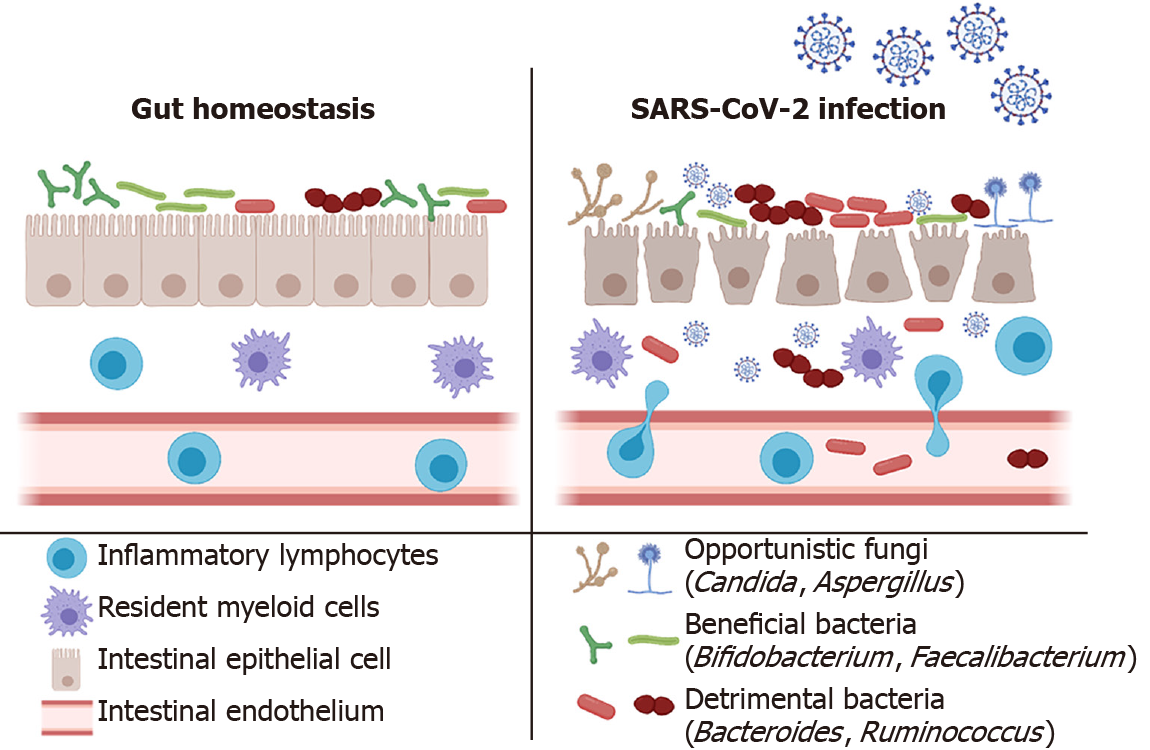 Gut homeostasis
SARS-CoV-2 infection
Inflammatory lymphocytes
Resident myeloid cells
Intestinal epithelial cell
Intestinal endothelium
Opportunistic fungi
(Candida, Aspergillus)
Beneficial bacteria
(Bifidobacterium, Faecalibacterium)
Detrimental bacteria
(Bacteroides, Ruminococcus)